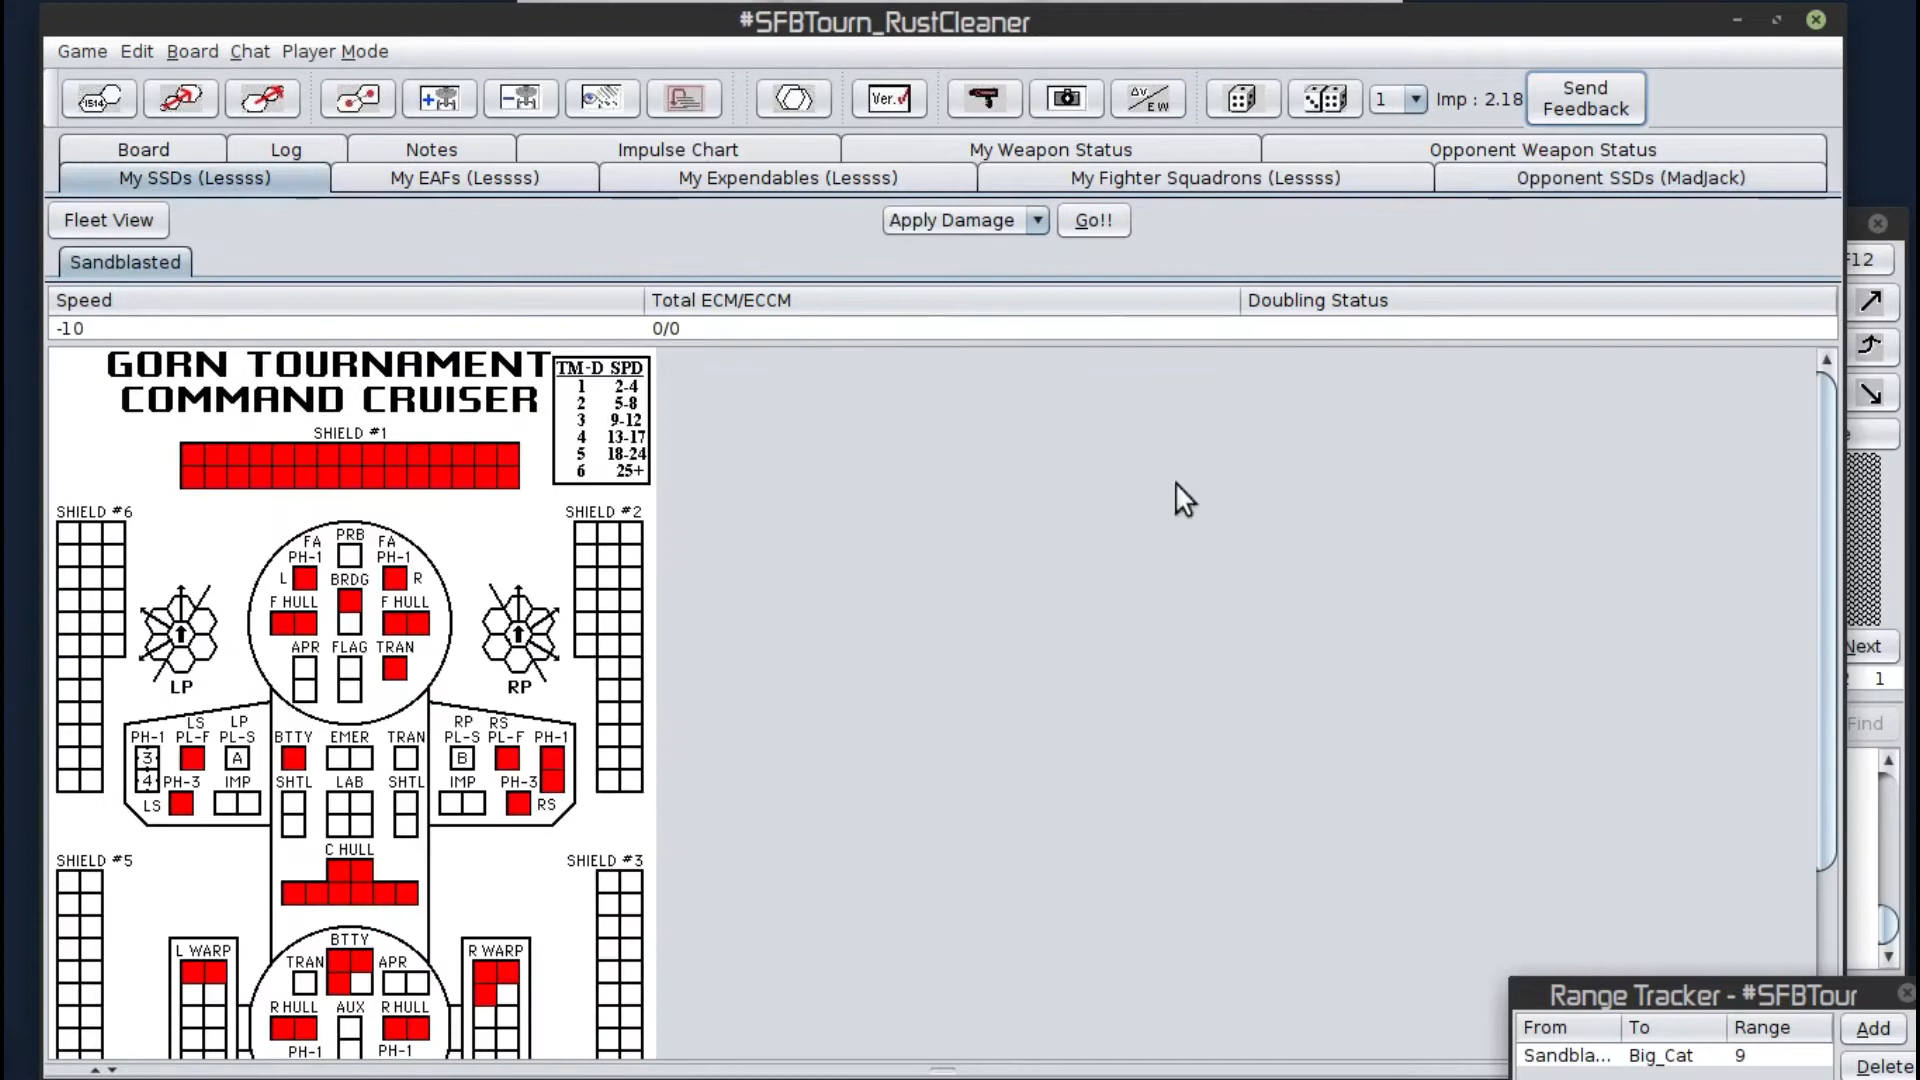 #SFBTourn_RustCleaner
Game Edit Board Chat Player Mode
1514
Ver.
ΔV/EW
1
Imp : 2.18
Send Feedback
Board Log Notes Impulse Chart My Weapon Status Opponent Weapon Status
My SSDs (Lessss) My EAFs (Lessss) My Expendables (Lessss) My Fighter Squadrons (Lessss) Opponent SSDs (MadJack)
Fleet View Apply Damage Go!!
F12
Sandblasted
Speed Total ECM/ECCM Doubling Status
-10 0/0
GORN TOURNAMENT
COMMAND CRUISER
TM-D SPD
1 2-4
2 5-8
3 9-12
4 13-17
5 18-24
6 25+
SHIELD #1
SHIELD #6 SHIELD #2
FA PRB FA
PH-1 PH-1
L BRDG R
F HULL F HULL
APR FLAG TRAN
LP RP
LS LP RP RS
PH-1 PL-F PL-S BTTY EMER TRAN PL-S PL-F PH-1
3 A B
4 PH-3 IMP SHTL LAB SHTL IMP PH-3
LS RS
C HULL
SHIELD #5 SHIELD #3
BTTY
L WARP R WARP
TRAN APR
R HULL AUX R HULL
PH-1 PH-1
Next
1
Find
Range Tracker - #SFBTour
From To Range Add
Sandbla... Big_Cat 9
Delete